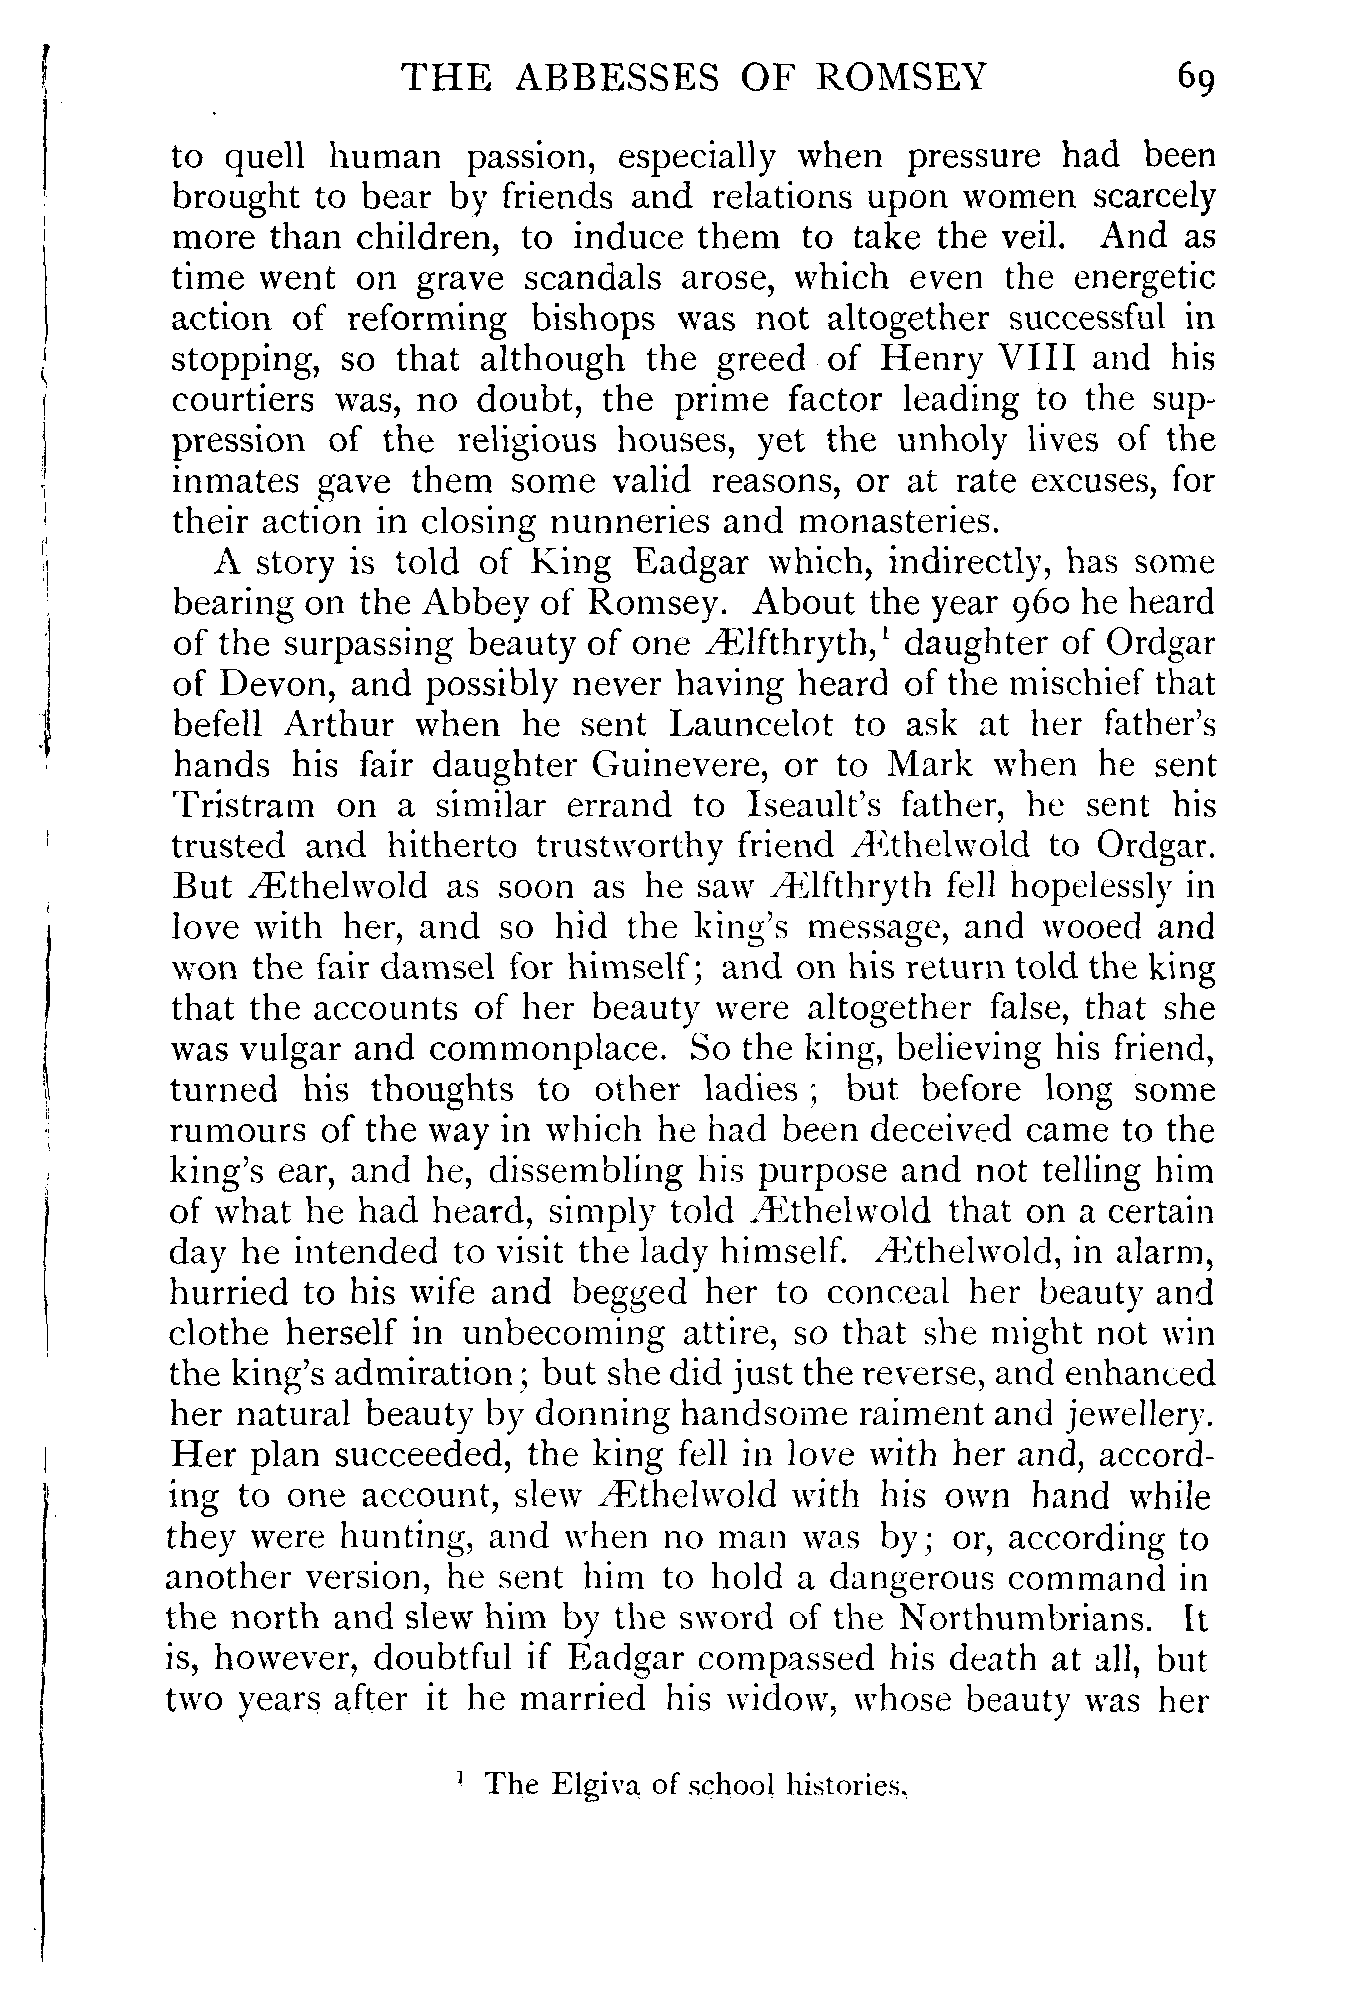 THE ABBESSES OF ROMSEY 69
to quell human passion, especially when pressure had been
brought to bear by friends and relations upon women scarcely
more than children, to induce them to take the veil. And as
time went on grave scandals arose, which even the energetic
action of reforming bishops was not altogether successful in
stopping, so that although the greed of Henry VIII and his
courtiers was, no doubt, the prime factor leading to the sup-
pression of the religious houses, yet the unholy lives of the
inmates gave them some valid reasons, or at rate excuses, for
their action in closing nunneries and monasteries.
A story is told of King Eadgar which, indirectly, has some
bearing on the Abbey of Romsey. About the year 960 he heard
of the surpassing beauty of one Ælfthryth,¹ daughter of Ordgar
of Devon, and possibly never having heard of the mischief that
befell Arthur when he sent Launcelot to ask at her father's
hands his fair daughter Guinevere, or to Mark when he sent
Tristram on a similar errand to Iseault's father, he sent his
trusted and hitherto trustworthy friend Æthelwold to Ordgar.
But Æthelwold as soon as he saw Ælfthryth fell hopelessly in
love with her, and so hid the king's message, and wooed and
won the fair damsel for himself; and on his return told the king
that the accounts of her beauty were altogether false, that she
was vulgar and commonplace. So the king, believing his friend,
turned his thoughts to other ladies; but before long some
rumours of the way in which he had been deceived came to the
king's ear, and he, dissembling his purpose and not telling him
of what he had heard, simply told Æthelwold that on a certain
day he intended to visit the lady himself. Æthelwold, in alarm,
hurried to his wife and begged her to conceal her beauty and
clothe herself in unbecoming attire, so that she might not win
the king's admiration; but she did just the reverse, and enhanced
her natural beauty by donning handsome raiment and jewellery.
Her plan succeeded, the king fell in love with her and, accord-
ing to one account, slew Æthelwold with his own hand while
they were hunting, and when no man was by; or, according to
another version, he sent him to hold a dangerous command in
the north and slew him by the sword of the Northumbrians. It
is, however, doubtful if Eadgar compassed his death at all, but
two years after it he married his widow, whose beauty was her
¹ The Elgiva of school histories.